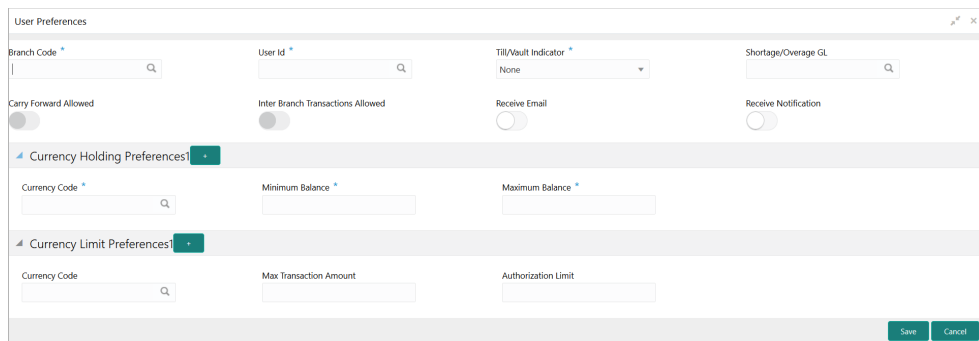 User Preferences
Branch Code * User Id * Till/Vault Indicator * Shortage/Overage GL
None
Carry Forward Allowed Inter Branch Transactions Allowed Receive Email Receive Notification
Currency Holding Preferences1 +
Currency Code * Minimum Balance * Maximum Balance *
Currency Limit Preferences1 +
Currency Code Max Transaction Amount Authorization Limit
Save Cancel